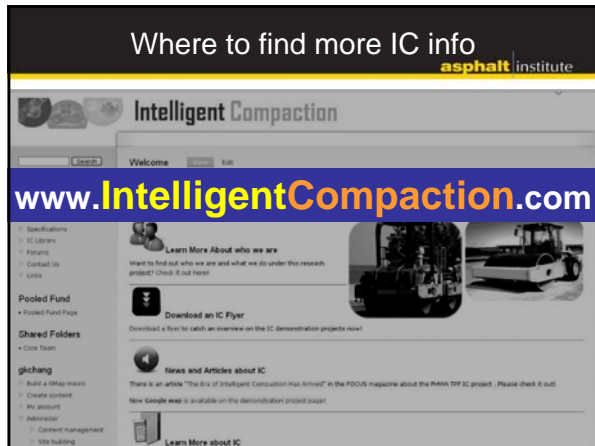 Where to find more IC info
asphalt institute
Intelligent Compaction
Search
Welcome View Edit
www.IntelligentCompaction.com
Specifications
IC Library
Forums
Contact Us
Links
Learn More About who we are
Want to find out who we are and what we do under this reseach
project? Check it out here!
Pooled Fund
Pooled Fund Page
Download an IC Flyer
Download a flyer to catch an overview on the IC demonstration projects now!
Shared Folders
Core Team
News and Articles about IC
gkchang
There is an article "The Era of Intelligent Compaction Has Arrived" in the FOCUS magazine about the FHWA TPF IC project . Please check it out!
Build a GMap macro
Create content
Now Google map is available on the demonstration project page!
My account
Administer
Content management
Site building
Learn More about IC